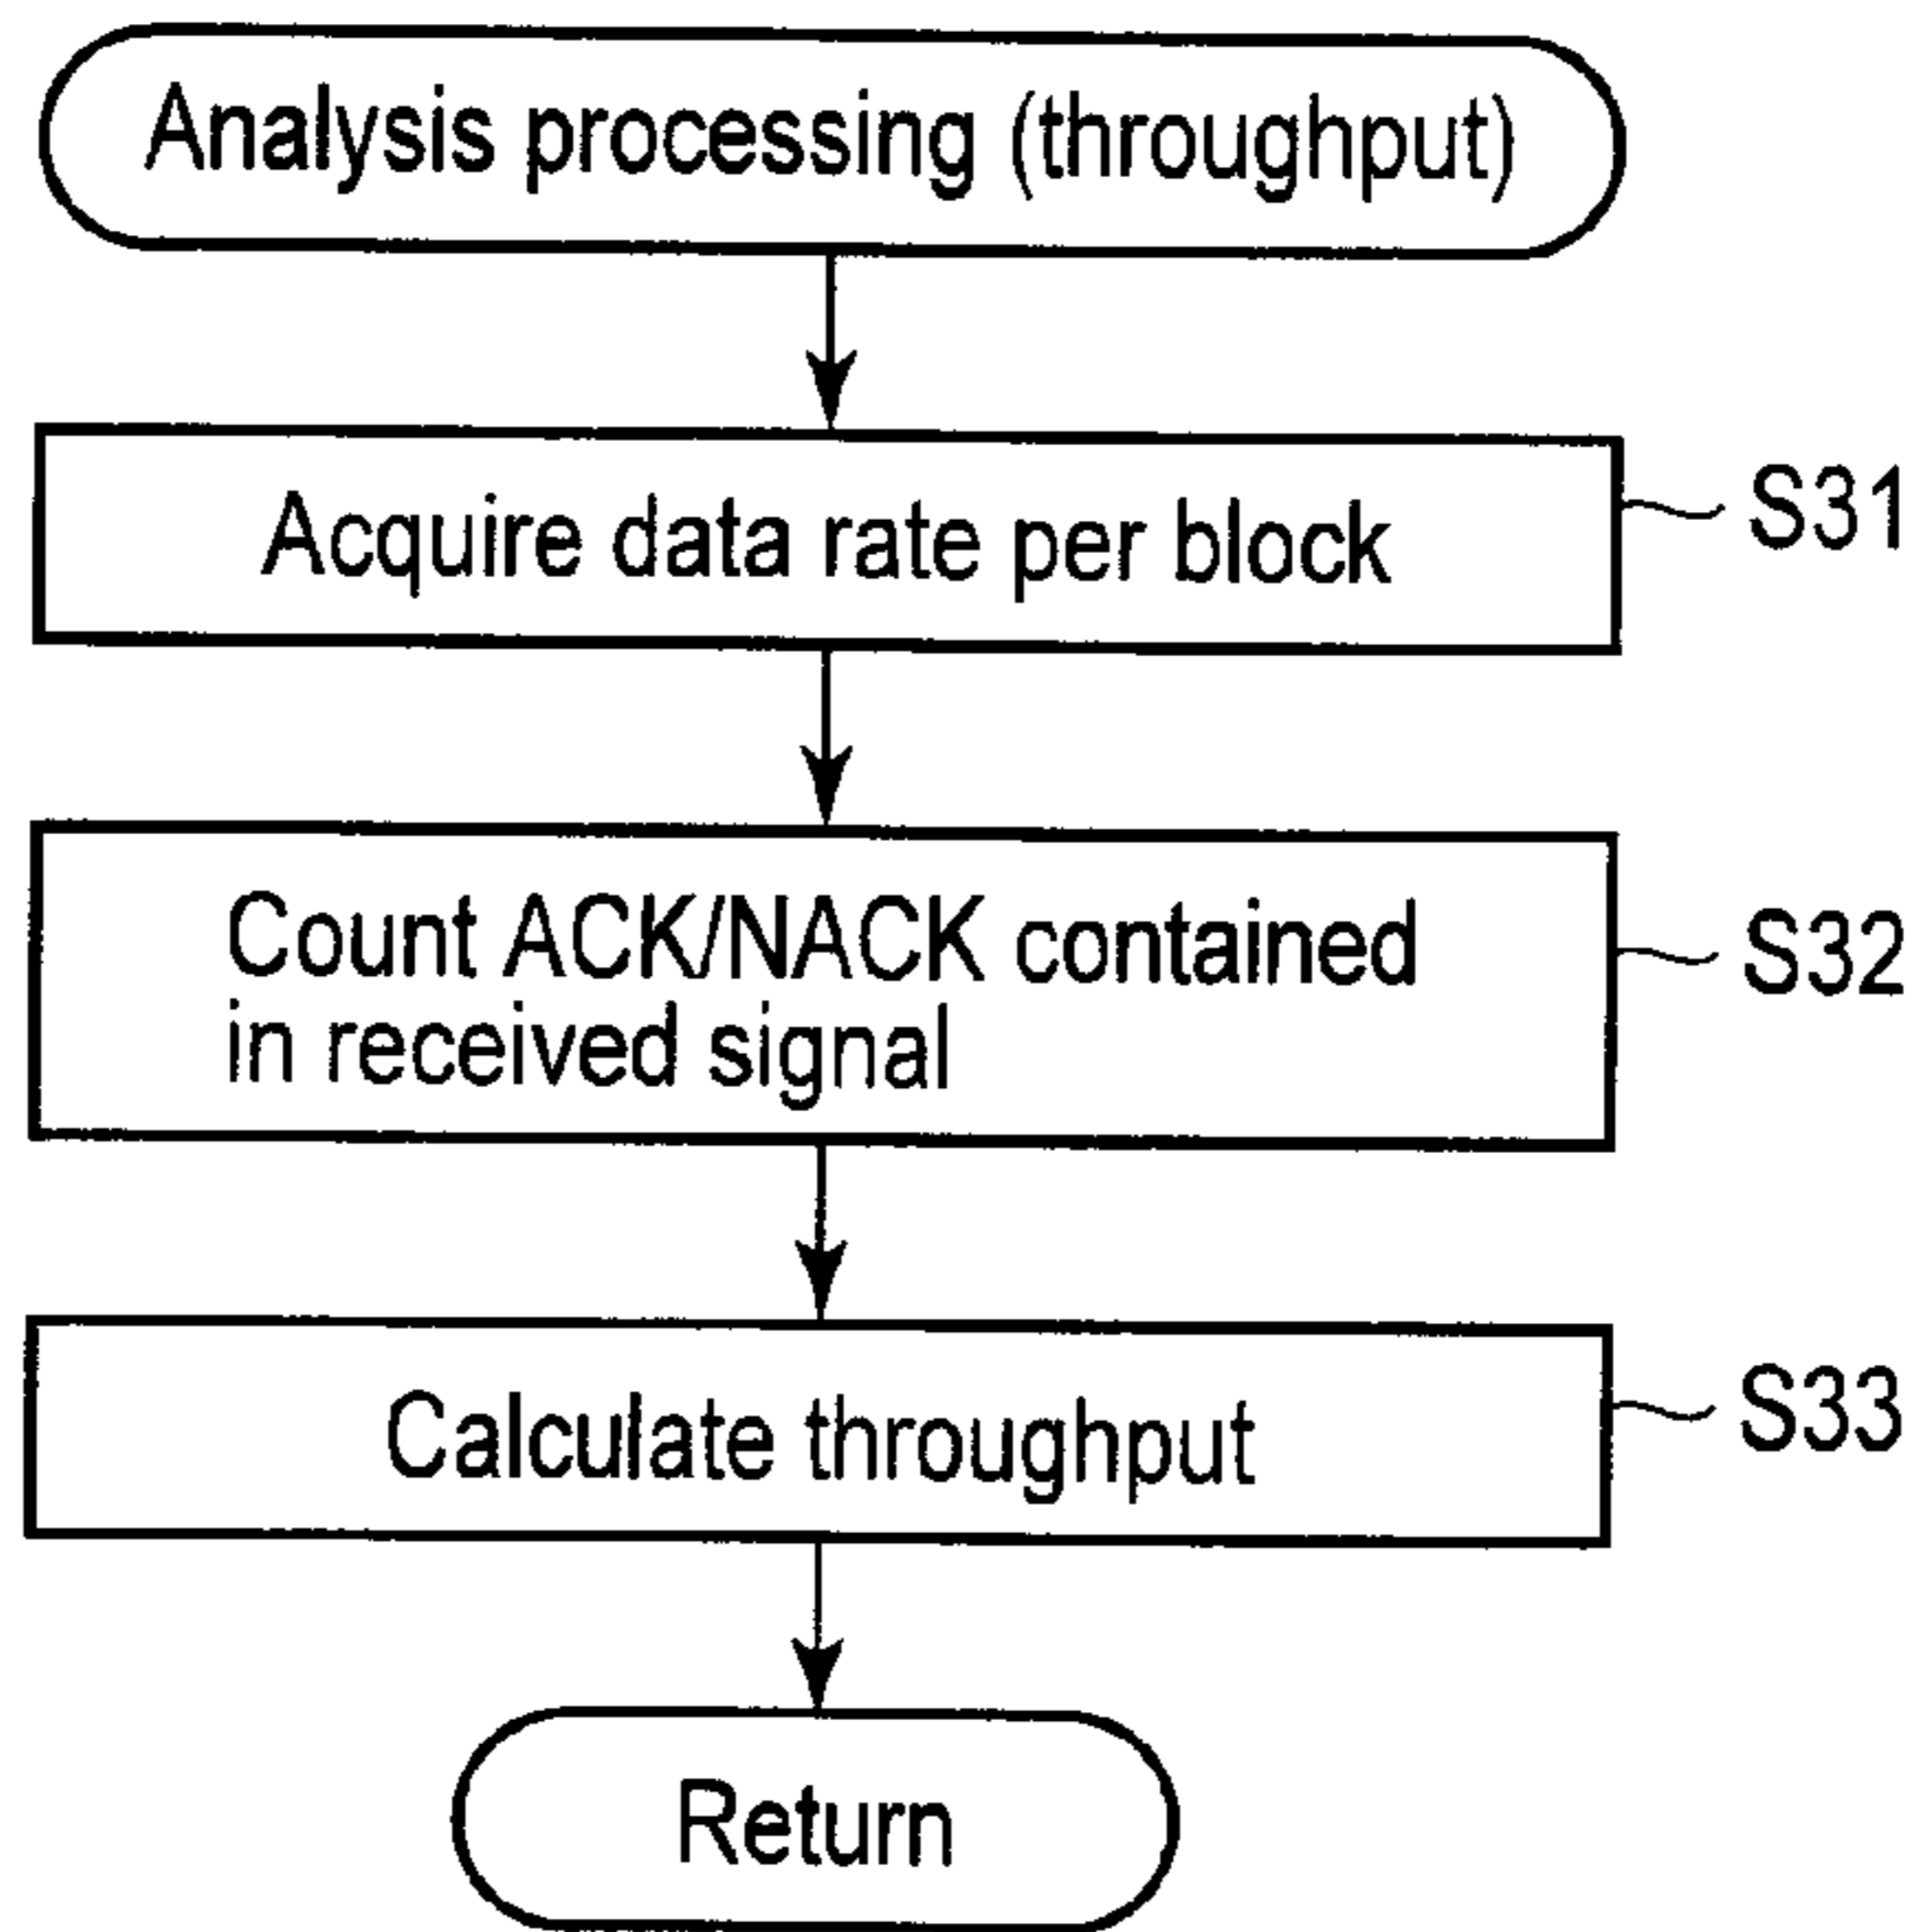 Analysis processing (throughput)
Acquire data rate per block
S31
Count ACK/NACK contained
in received signal
S32
Calculate throughput
S33
Return